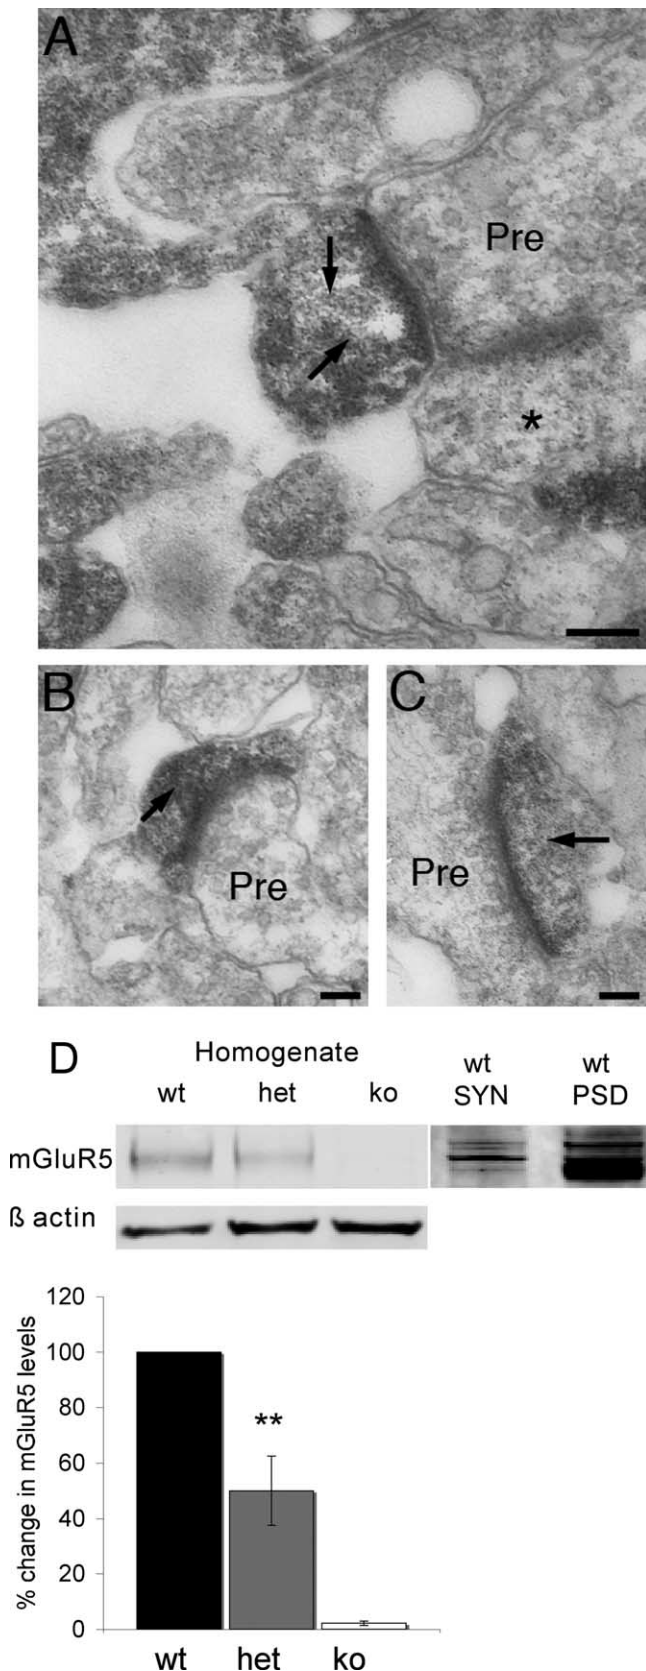 A
Pre
*
B
Pre
C
Pre
D
Homogenate
wt het ko
wt SYN
wt PSD
mGluR5
ß actin
% change in mGluR5 levels
120
100
80
60
40
20
0
**
wt het ko